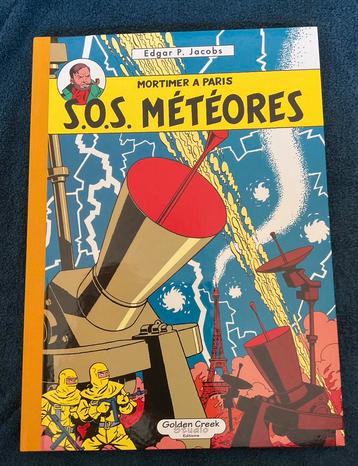 Edgar P. Jacobs
MORTIMER A PARIS
S.O.S. MÉTÉORES
Golden Creek
Studio
Editions